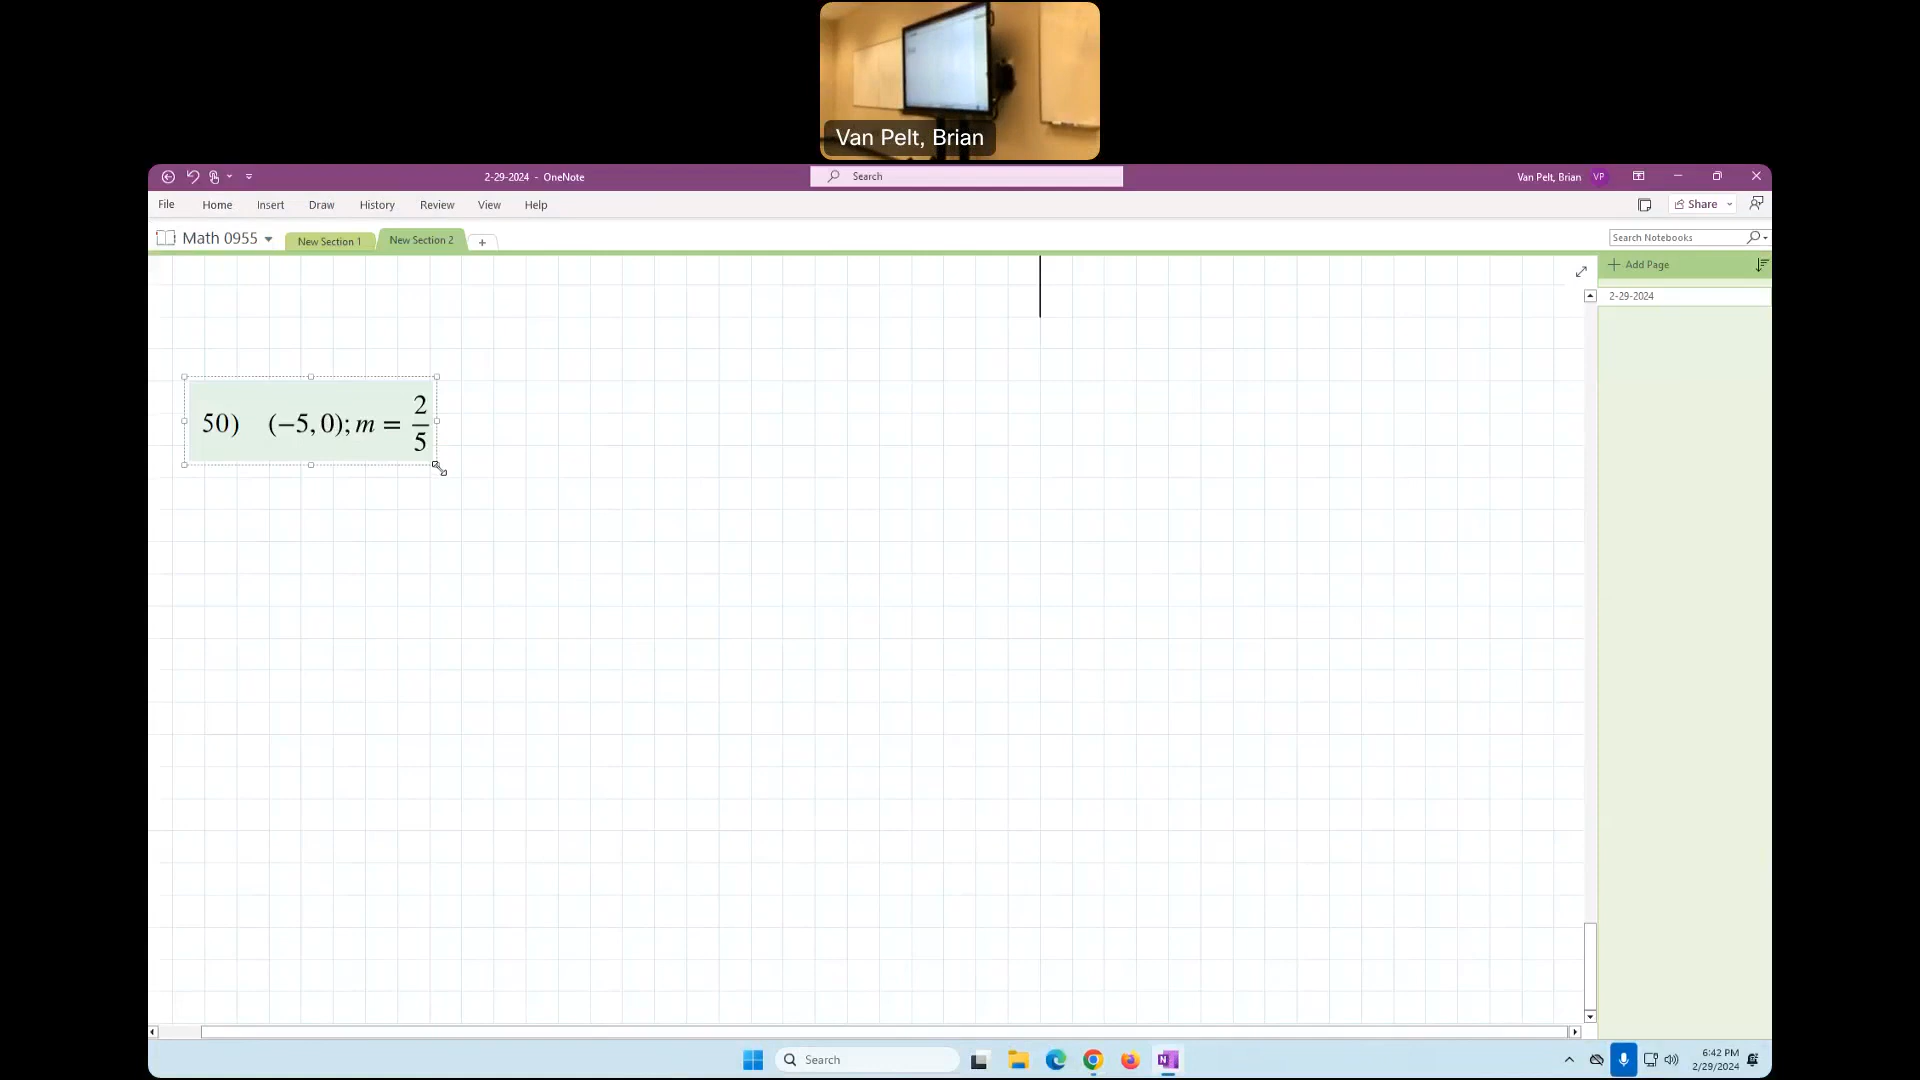 Van Pelt, Brian
2-29-2024 - OneNote
Search
Van Pelt, Brian
VP
File
Home
Insert
Draw
History
Review
View
Help
Share
Math 0955
New Section 1
New Section 2
+
Search Notebooks
Add Page
2-29-2024
50) (−5, 0); m = 2/5
Search
6:42 PM
2/29/2024